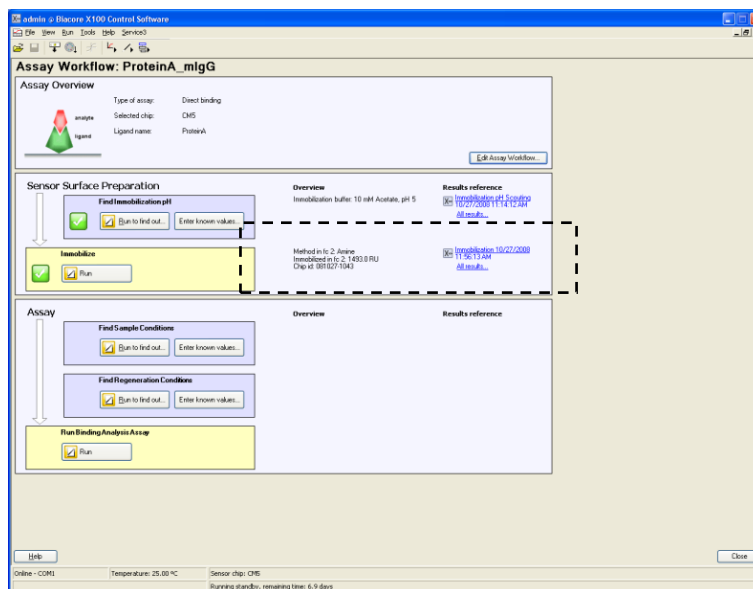 admin @ Biacore X100 Control Software
File View Run Tools Help Service3
Assay Workflow: ProteinA_mIgG
Assay Overview
analyte
ligand
Type of assay: Direct binding
Selected chip: CM5
Ligand name: ProteinA
Edit Assay Workflow...
Sensor Surface Preparation
Overview
Results reference
Find Immobilization pH
Run to find out...
Enter known values...
Immobilization buffer: 10 mM Acetate, pH 5
Immobilization pH Scouting
10/27/2008 11:14:12 AM
All results...
Immobilize
Run
Method in fc 2: Amine
Immobilized in fc 2: 1493.8 RU
Chip id: 081027-1043
Immobilization 10/27/2008
11:56:13 AM
All results...
Assay
Overview
Results reference
Find Sample Conditions
Run to find out...
Enter known values...
Find Regeneration Conditions
Run to find out...
Enter known values...
Run Binding Analysis Assay
Run
Help
Close
Online - COM1
Temperature: 25.00 °C
Sensor chip: CM5
Running standby, remaining time: 6.9 days